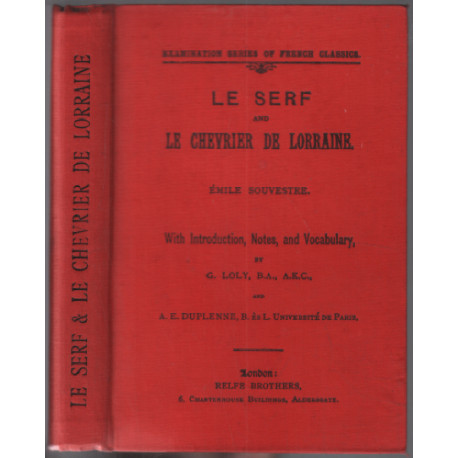 EXAMINATION SERIES OF FRENCH CLASSICS.
LE SERF
AND
LE CHEVRIER DE LORRAINE.
ÉMILE SOUVESTRE.
With Introduction, Notes, and Vocabulary,
BY
G. LOLY, B.A., A.K.C.,
AND
A. E. DUPLENNE, B. ès L. UNIVERSITÉ DE PARIS,
London:
RELFE BROTHERS,
6, CHARTERHOUSE BUILDINGS, ALDERSGATE.
LE SERF & LE CHEVRIER DE LORRAINE